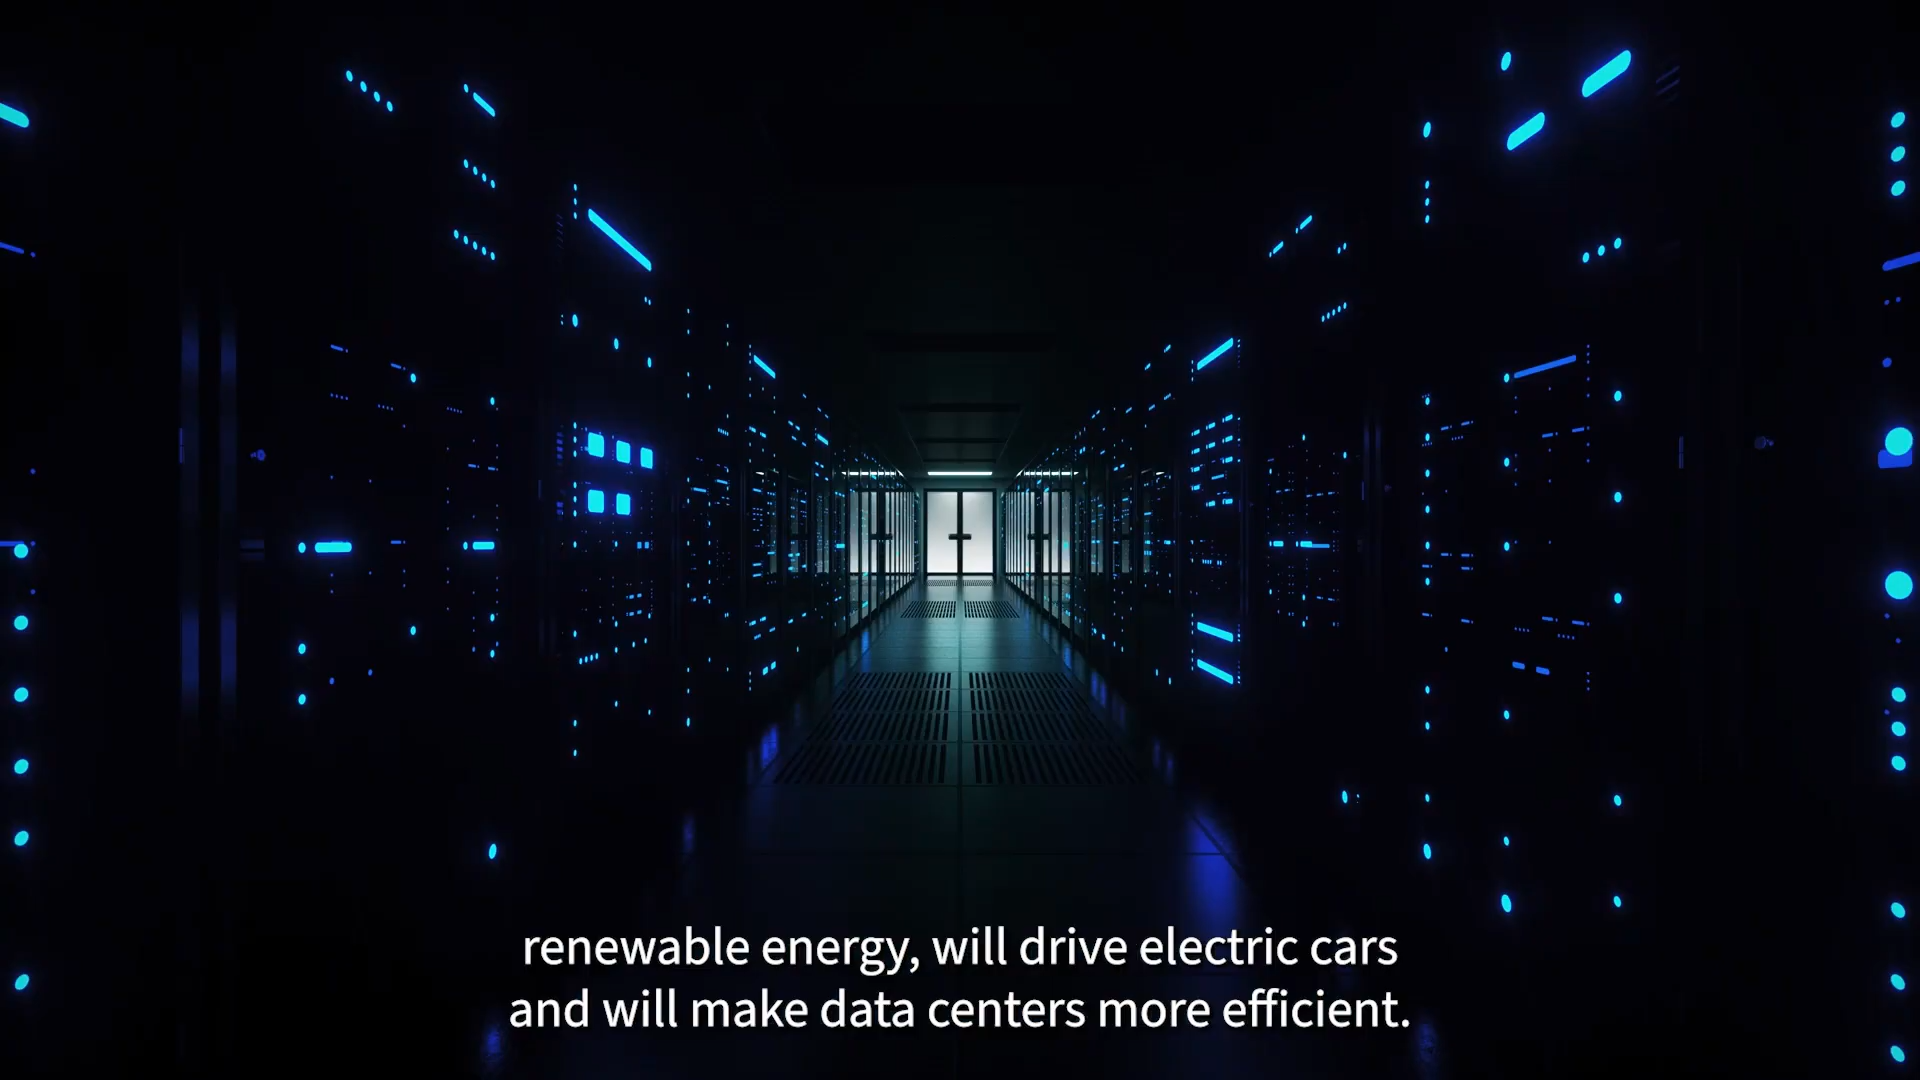 renewable energy, will drive electric cars
and will make data centers more efficient.